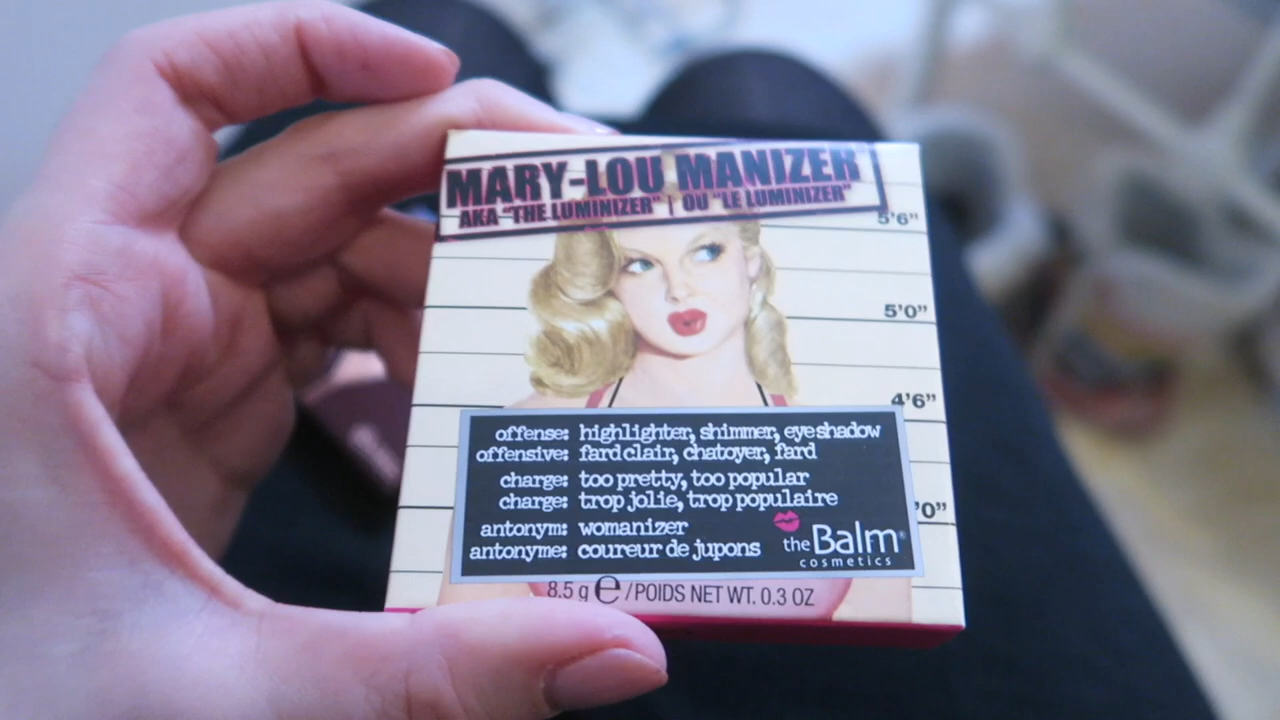 MARY-LOU MANIZER
AKA "THE LUMINIZER" | OU "LE LUMINIZER"
5'6”
5'0”
4'6”
'0”
offense: highlighter, shimmer, eyeshadow
offensive: fard clair, chatoyer, fard
charge: too pretty, too popular
charge: trop jolie, trop populaire
antonym: womanizer
antonyme: coureur de jupons
theBalm®
cosmetics
8.5 g e / POIDS NET WT. 0.3 OZ